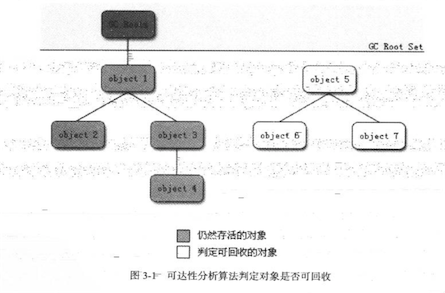 GC Roots
GC Root Set
object 1
object 5
object 2
object 3
object 6
object 7
object 4
仍然存活的对象
判定可回收的对象
图 3-1 可达性分析算法判定对象是否可回收